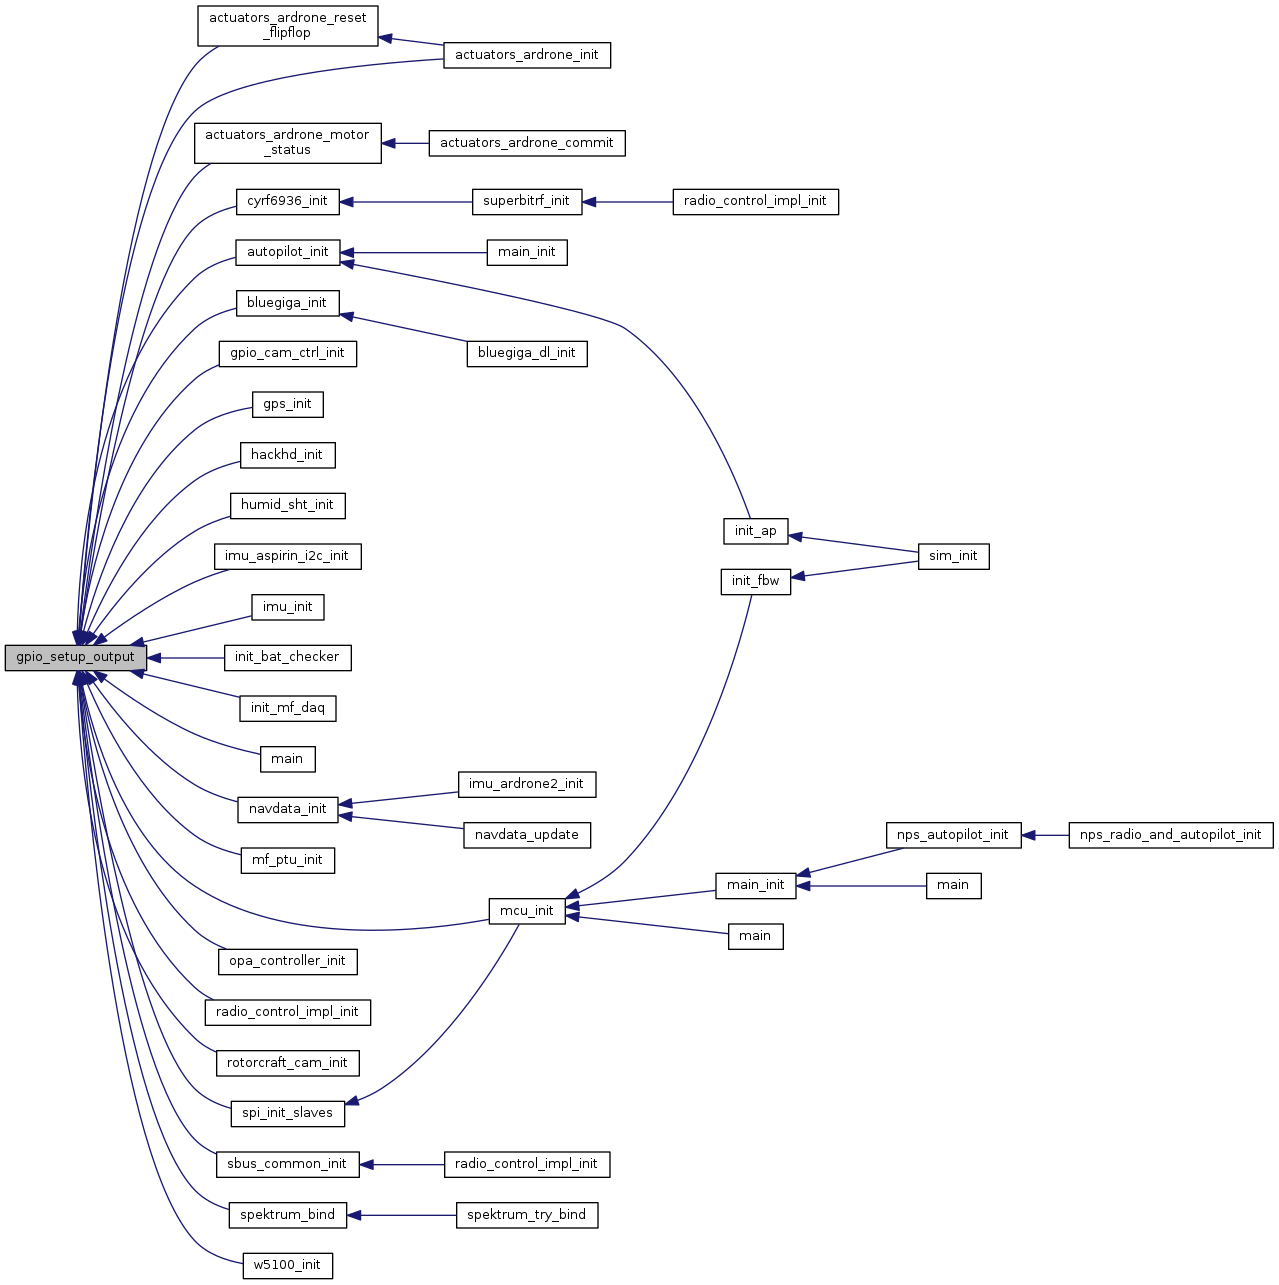 actuators_ardrone_reset
_flipflop
actuators_ardrone_init
actuators_ardrone_motor
_status
actuators_ardrone_commit
cyrf6936_init
superbitrf_init
radio_control_impl_init
autopilot_init
main_init
bluegiga_init
bluegiga_dl_init
gpio_cam_ctrl_init
gps_init
hackhd_init
humid_sht_init
init_ap
imu_aspirin_i2c_init
sim_init
init_fbw
imu_init
gpio_setup_output
init_bat_checker
init_mf_daq
main
imu_ardrone2_init
navdata_init
navdata_update
nps_autopilot_init
nps_radio_and_autopilot_init
mf_ptu_init
main_init
main
mcu_init
main
opa_controller_init
radio_control_impl_init
rotorcraft_cam_init
spi_init_slaves
sbus_common_init
radio_control_impl_init
spektrum_bind
spektrum_try_bind
w5100_init